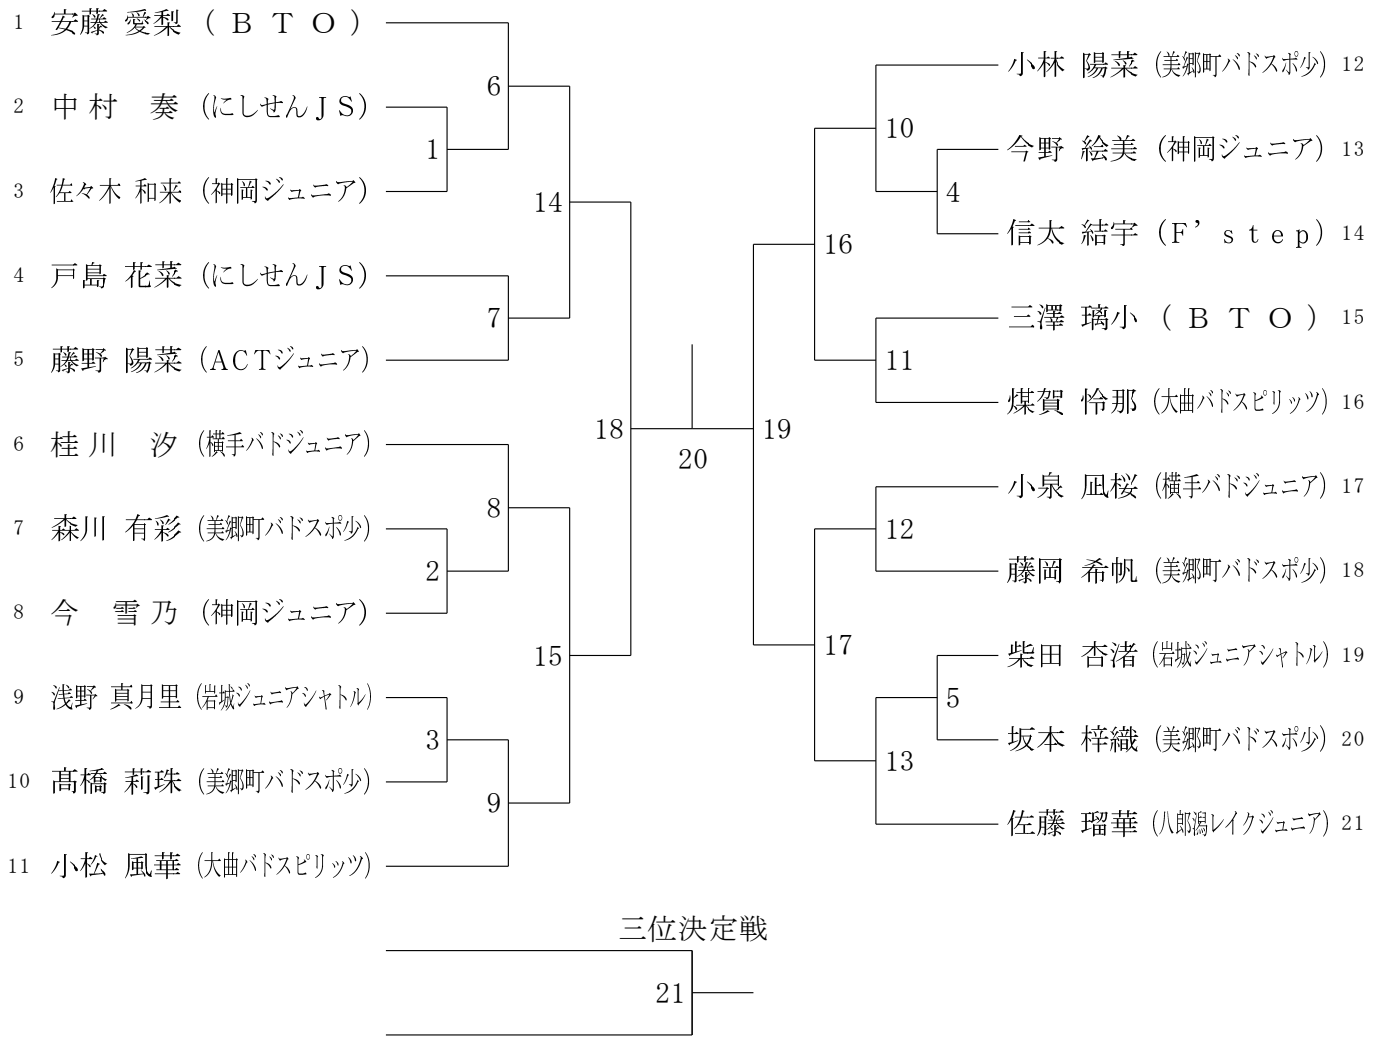 1 安藤 愛梨 ( B T O )
2 中村 奏 (にしせんJS)
3 佐々木 和来 (神岡ジュニア)
4 戸島 花菜 (にしせんJS)
5 藤野 陽菜 (ACTジュニア)
6 桂川 汐 (横手バドジュニア)
7 森川 有彩 (美郷町バドスポ少)
8 今 雪乃 (神岡ジュニア)
9 浅野 真月里 (岩城ジュニアシャトル)
10 髙橋 莉珠 (美郷町バドスポ少)
11 小松 風華 (大曲バドスピリッツ)
1
2
3
6
7
8
9
14
15
18
20
19
16
17
10
11
12
13
4
5
小林 陽菜 (美郷町バドスポ少) 12
今野 絵美 (神岡ジュニア) 13
信太 結宇 (F’step) 14
三澤 璃小 ( B T O ) 15
煤賀 怜那 (大曲バドスピリッツ) 16
小泉 凪桜 (横手バドジュニア) 17
藤岡 希帆 (美郷町バドスポ少) 18
柴田 杏渚 (岩城ジュニアシャトル) 19
坂本 梓織 (美郷町バドスポ少) 20
佐藤 瑠華 (八郎潟レイクジュニア) 21
三位決定戦
21